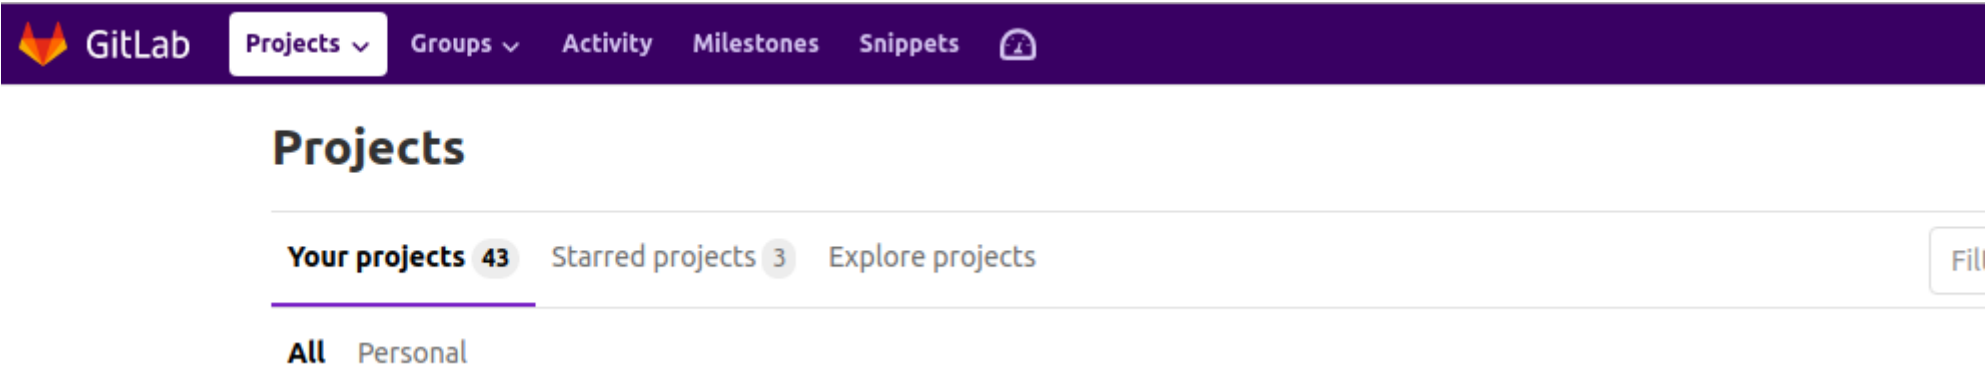 GitLab Projects Groups Activity Milestones Snippets
Projects
Your projects 43 Starred projects 3 Explore projects
All Personal